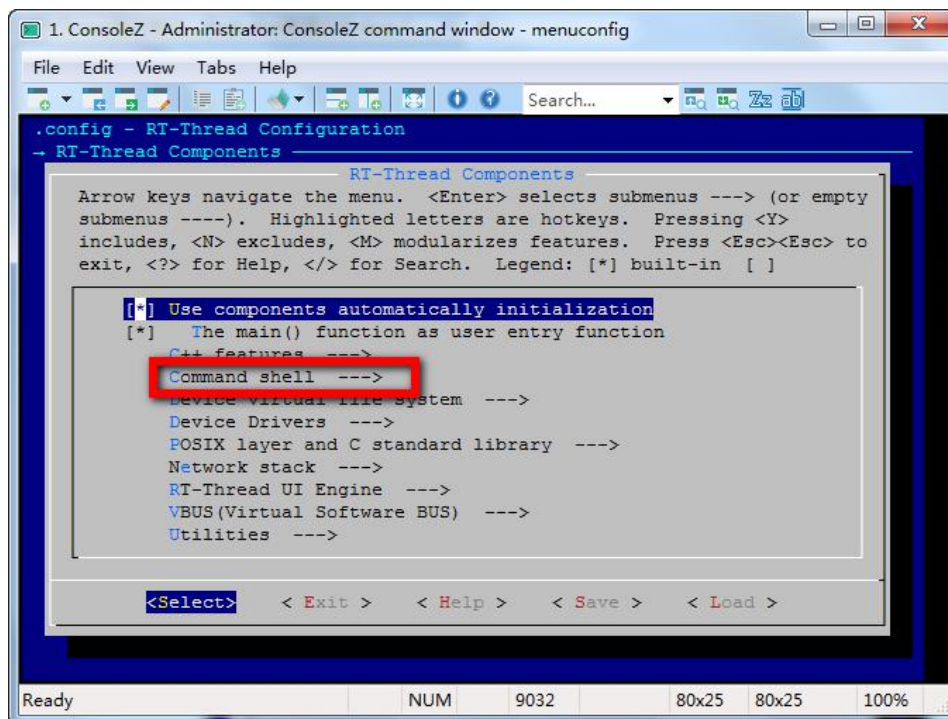 1. ConsoleZ - Administrator: ConsoleZ command window - menuconfig
File Edit View Tabs Help
Search...
.config - RT-Thread Configuration
→ RT-Thread Components
RT-Thread Components
Arrow keys navigate the menu. <Enter> selects submenus ---> (or empty
submenus ----). Highlighted letters are hotkeys. Pressing <Y>
includes, <N> excludes, <M> modularizes features. Press <Esc><Esc> to
exit, <?> for Help, </> for Search. Legend: [*] built-in [ ]
[*] Use components automatically initialization
[*] The main() function as user entry function
C++ features --->
Command shell --->
Device virtual file system --->
Device Drivers --->
POSIX layer and C standard library --->
Network stack --->
RT-Thread UI Engine --->
VBUS(Virtual Software BUS) --->
Utilities --->
<Select> < Exit > < Help > < Save > < Load >
Ready NUM 9032 80x25 80x25 100%